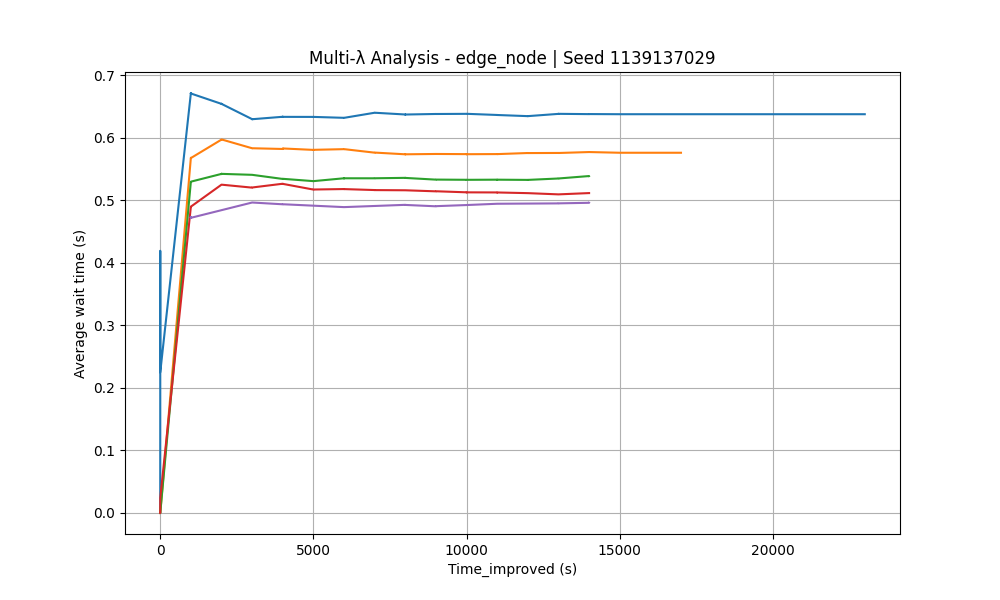 Multi-λ Analysis - edge_node | Seed 1139137029
0.7
0.6
0.5
0.4
0.3
0.2
0.1
0.0
Average wait time (s)
0 5000 10000 15000 20000
Time_improved (s)